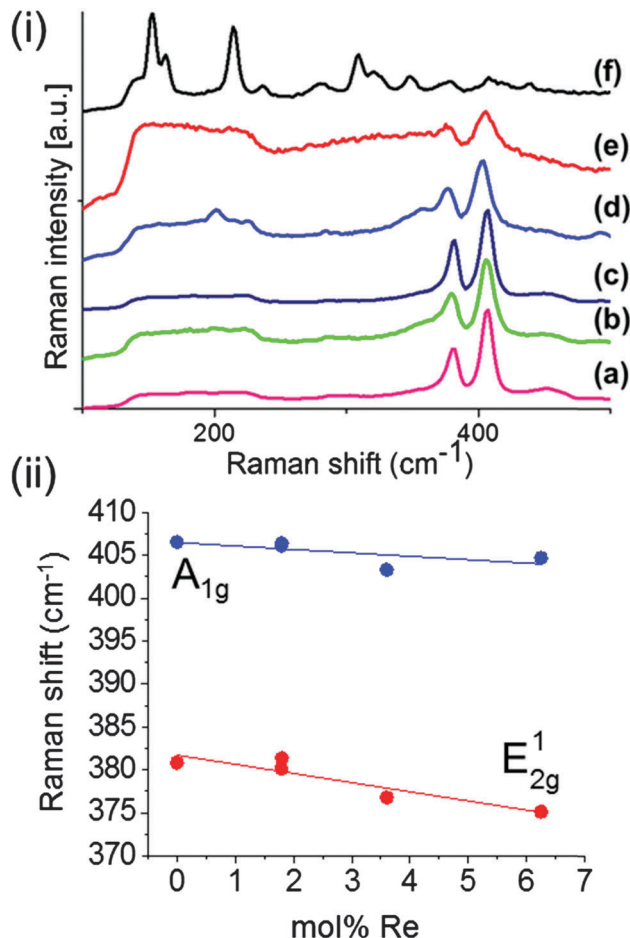 (i)
Raman intensity [a.u.]
(f)
(e)
(d)
(c)
(b)
(a)
200 400
Raman shift (cm⁻¹)
(ii)
Raman shift (cm⁻¹)
410
405
400
395
390
385
380
375
370
A₁g
E¹₂g
0 1 2 3 4 5 6 7
mol% Re